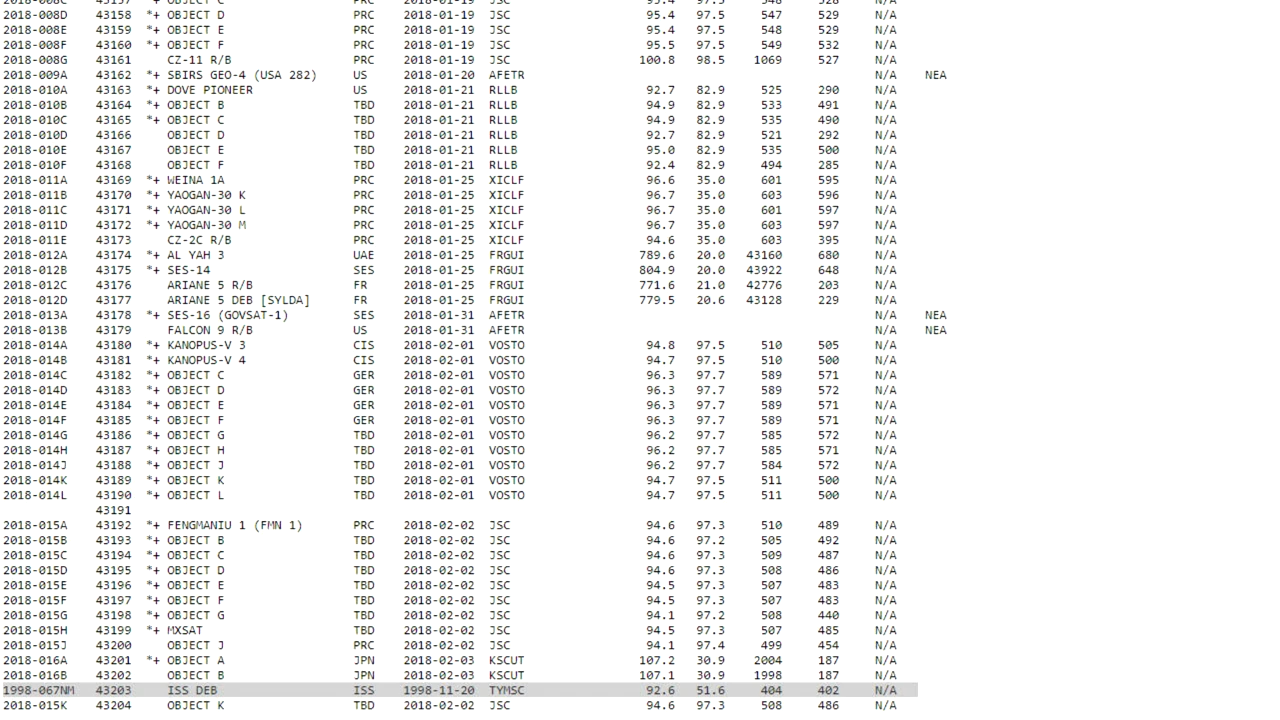 2018-008C 43157 *+ OBJECT C PRC 2018-01-19 JSC 95.4 97.5 548 528 N/A
2018-008D 43158 *+ OBJECT D PRC 2018-01-19 JSC 95.4 97.5 547 529 N/A
2018-008E 43159 *+ OBJECT E PRC 2018-01-19 JSC 95.4 97.5 548 529 N/A
2018-008F 43160 *+ OBJECT F PRC 2018-01-19 JSC 95.5 97.5 549 532 N/A
2018-008G 43161 CZ-11 R/B PRC 2018-01-19 JSC 100.8 98.5 1069 527 N/A
2018-009A 43162 *+ SBIRS GEO-4 (USA 282) US 2018-01-20 AFETR N/A NEA
2018-010A 43163 *+ DOVE PIONEER US 2018-01-21 RLLB 92.7 82.9 525 290 N/A
2018-010B 43164 *+ OBJECT B TBD 2018-01-21 RLLB 94.9 82.9 533 491 N/A
2018-010C 43165 *+ OBJECT C TBD 2018-01-21 RLLB 94.9 82.9 535 490 N/A
2018-010D 43166 OBJECT D TBD 2018-01-21 RLLB 92.7 82.9 521 292 N/A
2018-010E 43167 OBJECT E TBD 2018-01-21 RLLB 95.0 82.9 535 500 N/A
2018-010F 43168 OBJECT F TBD 2018-01-21 RLLB 92.4 82.9 494 285 N/A
2018-011A 43169 *+ WEINA 1A PRC 2018-01-25 XICLF 96.6 35.0 601 595 N/A
2018-011B 43170 *+ YAOGAN-30 K PRC 2018-01-25 XICLF 96.7 35.0 603 596 N/A
2018-011C 43171 *+ YAOGAN-30 L PRC 2018-01-25 XICLF 96.7 35.0 601 597 N/A
2018-011D 43172 *+ YAOGAN-30 M PRC 2018-01-25 XICLF 96.7 35.0 603 597 N/A
2018-011E 43173 CZ-2C R/B PRC 2018-01-25 XICLF 94.6 35.0 603 395 N/A
2018-012A 43174 *+ AL YAH 3 UAE 2018-01-25 FRGUI 789.6 20.0 43160 680 N/A
2018-012B 43175 *+ SES-14 SES 2018-01-25 FRGUI 804.9 20.0 43922 648 N/A
2018-012C 43176 ARIANE 5 R/B FR 2018-01-25 FRGUI 771.6 21.0 42776 203 N/A
2018-012D 43177 ARIANE 5 DEB [SYLDA] FR 2018-01-25 FRGUI 779.5 20.6 43128 229 N/A
2018-013A 43178 *+ SES-16 (GOVSAT-1) SES 2018-01-31 AFETR N/A NEA
2018-013B 43179 FALCON 9 R/B US 2018-01-31 AFETR N/A NEA
2018-014A 43180 *+ KANOPUS-V 3 CIS 2018-02-01 VOSTO 94.8 97.5 510 505 N/A
2018-014B 43181 *+ KANOPUS-V 4 CIS 2018-02-01 VOSTO 94.7 97.5 510 500 N/A
2018-014C 43182 *+ OBJECT C GER 2018-02-01 VOSTO 96.3 97.7 589 571 N/A
2018-014D 43183 *+ OBJECT D GER 2018-02-01 VOSTO 96.3 97.7 589 572 N/A
2018-014E 43184 *+ OBJECT E GER 2018-02-01 VOSTO 96.3 97.7 589 571 N/A
2018-014F 43185 *+ OBJECT F GER 2018-02-01 VOSTO 96.3 97.7 589 571 N/A
2018-014G 43186 *+ OBJECT G TBD 2018-02-01 VOSTO 96.2 97.7 585 572 N/A
2018-014H 43187 *+ OBJECT H TBD 2018-02-01 VOSTO 96.2 97.7 585 571 N/A
2018-014J 43188 *+ OBJECT J TBD 2018-02-01 VOSTO 96.2 97.7 584 572 N/A
2018-014K 43189 *+ OBJECT K TBD 2018-02-01 VOSTO 94.7 97.5 511 500 N/A
2018-014L 43190 *+ OBJECT L TBD 2018-02-01 VOSTO 94.7 97.5 511 500 N/A
43191
2018-015A 43192 *+ FENGMANIU 1 (FMN 1) PRC 2018-02-02 JSC 94.6 97.3 510 489 N/A
2018-015B 43193 *+ OBJECT B TBD 2018-02-02 JSC 94.6 97.2 505 492 N/A
2018-015C 43194 *+ OBJECT C TBD 2018-02-02 JSC 94.6 97.3 509 487 N/A
2018-015D 43195 *+ OBJECT D TBD 2018-02-02 JSC 94.6 97.3 508 486 N/A
2018-015E 43196 *+ OBJECT E TBD 2018-02-02 JSC 94.5 97.3 507 483 N/A
2018-015F 43197 *+ OBJECT F TBD 2018-02-02 JSC 94.5 97.3 507 483 N/A
2018-015G 43198 *+ OBJECT G TBD 2018-02-02 JSC 94.1 97.2 508 440 N/A
2018-015H 43199 *+ MXSAT TBD 2018-02-02 JSC 94.5 97.3 507 485 N/A
2018-015J 43200 OBJECT J PRC 2018-02-02 JSC 94.1 97.4 499 454 N/A
2018-016A 43201 *+ OBJECT A JPN 2018-02-03 KSCUT 107.2 30.9 2004 187 N/A
2018-016B 43202 OBJECT B JPN 2018-02-03 KSCUT 107.1 30.9 1998 187 N/A
1998-067NM 43203 ISS DEB ISS 1998-11-20 TYMSC 92.6 51.6 404 402 N/A
2018-015K 43204 OBJECT K TBD 2018-02-02 JSC 94.6 97.3 508 486 N/A